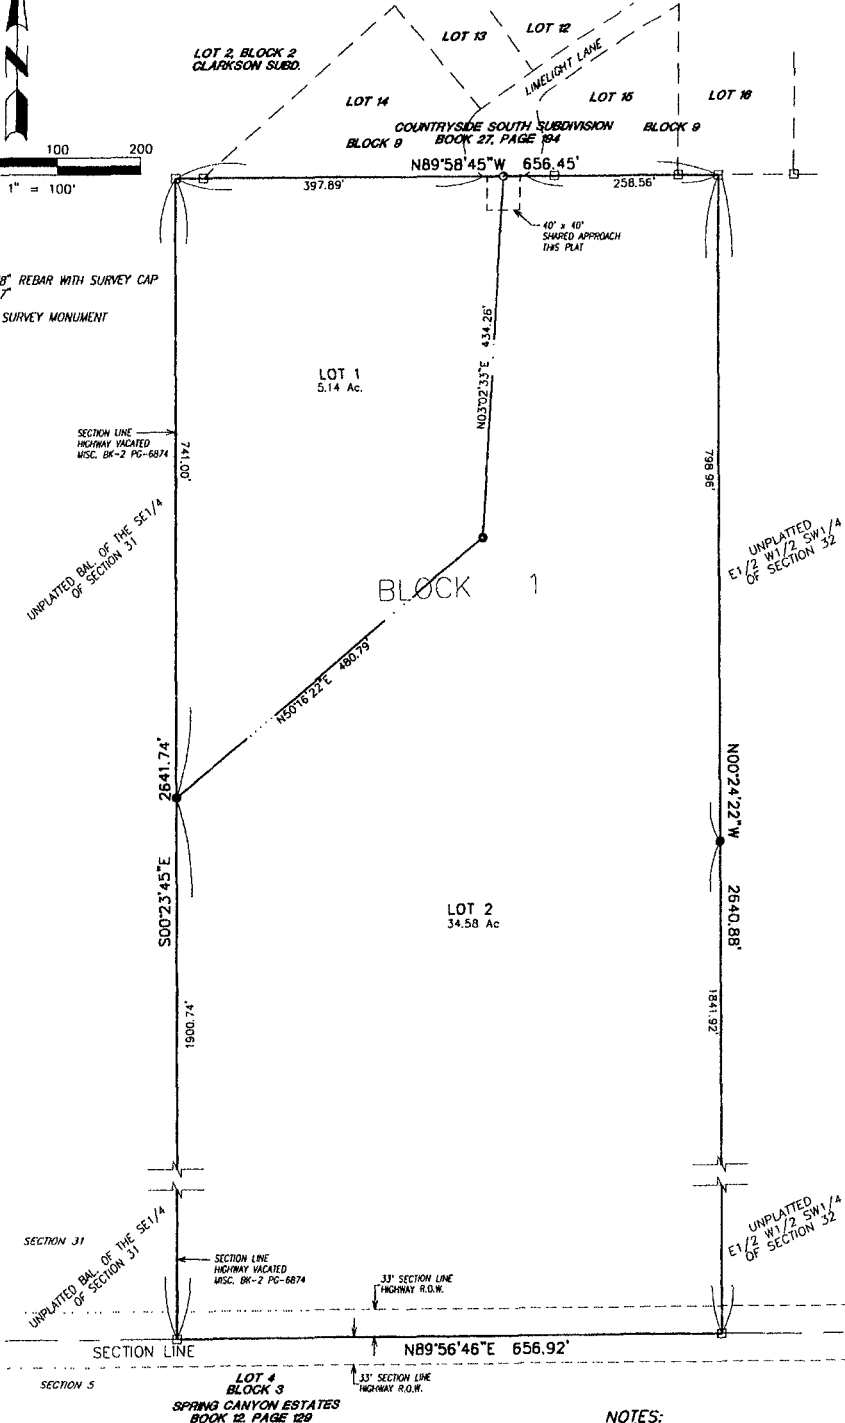 LOT 2, BLOCK 2
CLARKSON SUBD.
LOT 13
LOT 12
LIMELIGHT LANE
LOT 14
LOT 15
LOT 16
COUNTRYSIDE SOUTH SUBDIVISION
BOOK 27, PAGE 194
BLOCK 9
BLOCK 9
100
200
1" = 100'
N89°58'45"W 656.45'
397.89'
258.56'
40' x 40'
SHARED APPROACH
THIS PLAT
8" REBAR WITH SURVEY CAP
7"
SURVEY MONUMENT
N03°02'33"E 434.26'
LOT 1
5.14 Ac.
SECTION LINE
HIGHWAY VACATED
MISC. BK-2 PG-6874
741.00'
798.96'
UNPLATTED BAL. OF THE SE1/4
OF SECTION 31
UNPLATTED
E1/2 W1/2 SW1/4
OF SECTION 32
BLOCK 1
N50°16'22"E 480.79'
S00°23'45"E 2641.74'
N00°24'22"W 2640.88'
LOT 2
34.58 Ac
1900.74'
1841.92'
SECTION 31
UNPLATTED BAL. OF THE SE1/4
OF SECTION 31
SECTION LINE
HIGHWAY VACATED
MISC. BK-2 PG-6874
UNPLATTED
E1/2 W1/2 SW1/4
OF SECTION 32
33' SECTION LINE
HIGHWAY R.O.W.
SECTION LINE
N89°56'46"E 656.92'
SECTION 5
LOT 4
BLOCK 3
SPRING CANYON ESTATES
BOOK 12, PAGE 129
33' SECTION LINE
HIGHWAY R.O.W.
NOTES: